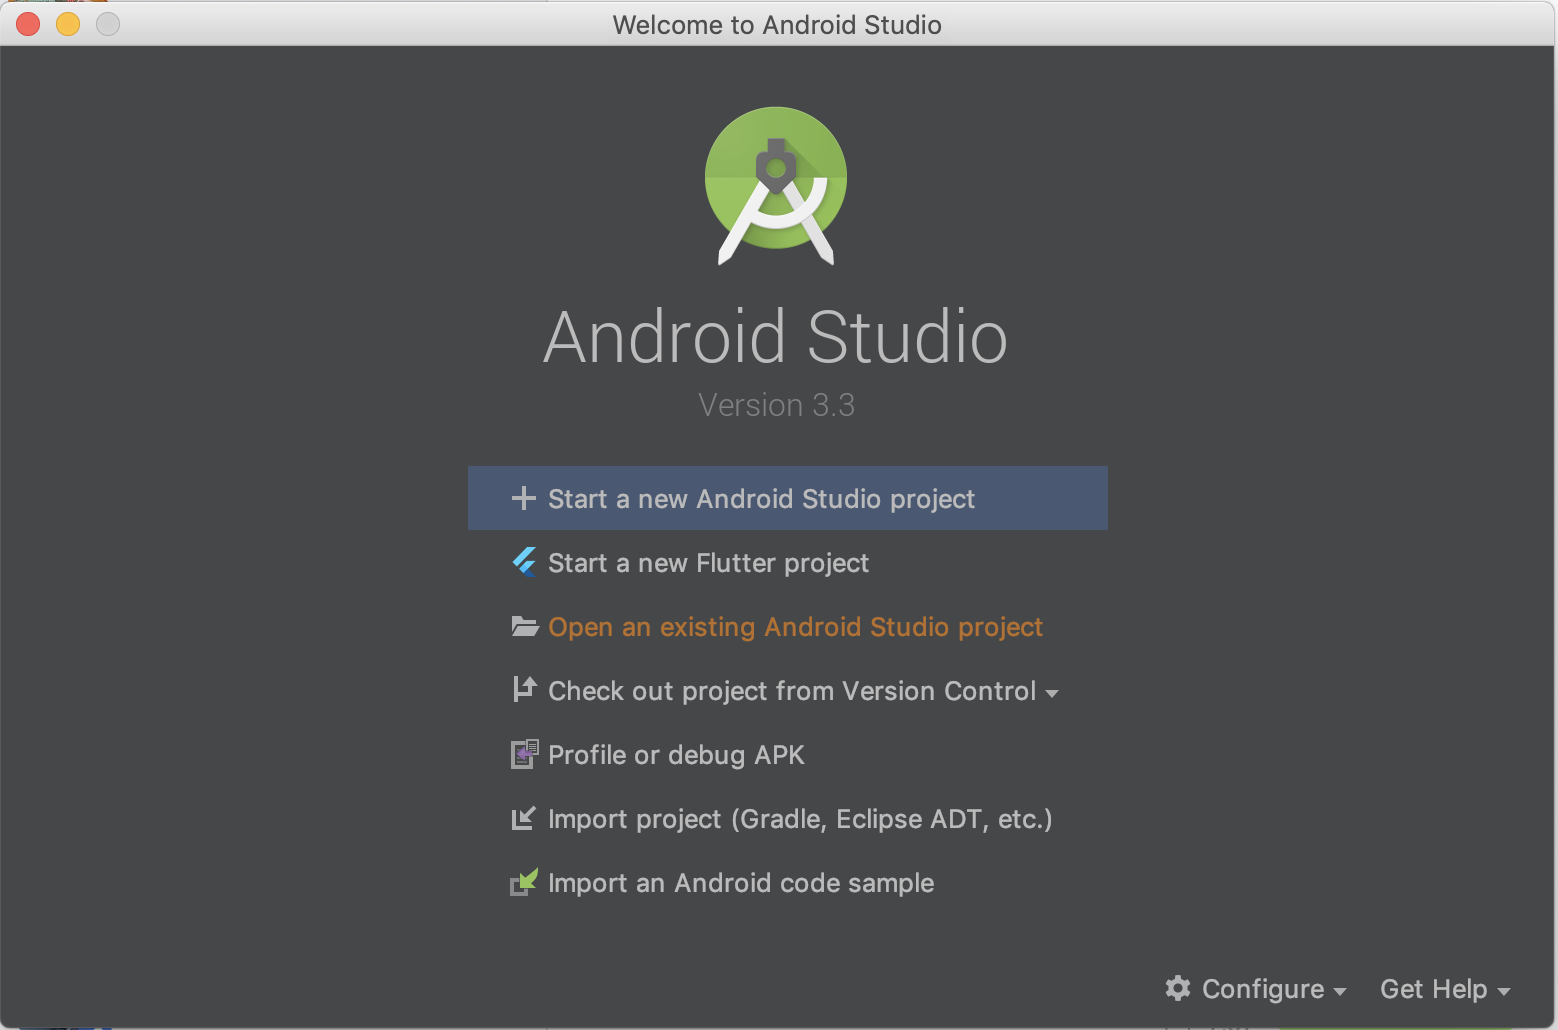 Welcome to Android Studio
Android Studio
Version 3.3
Start a new Android Studio project
Start a new Flutter project
Open an existing Android Studio project
Check out project from Version Control
Profile or debug APK
Import project (Gradle, Eclipse ADT, etc.)
Import an Android code sample
Configure Get Help